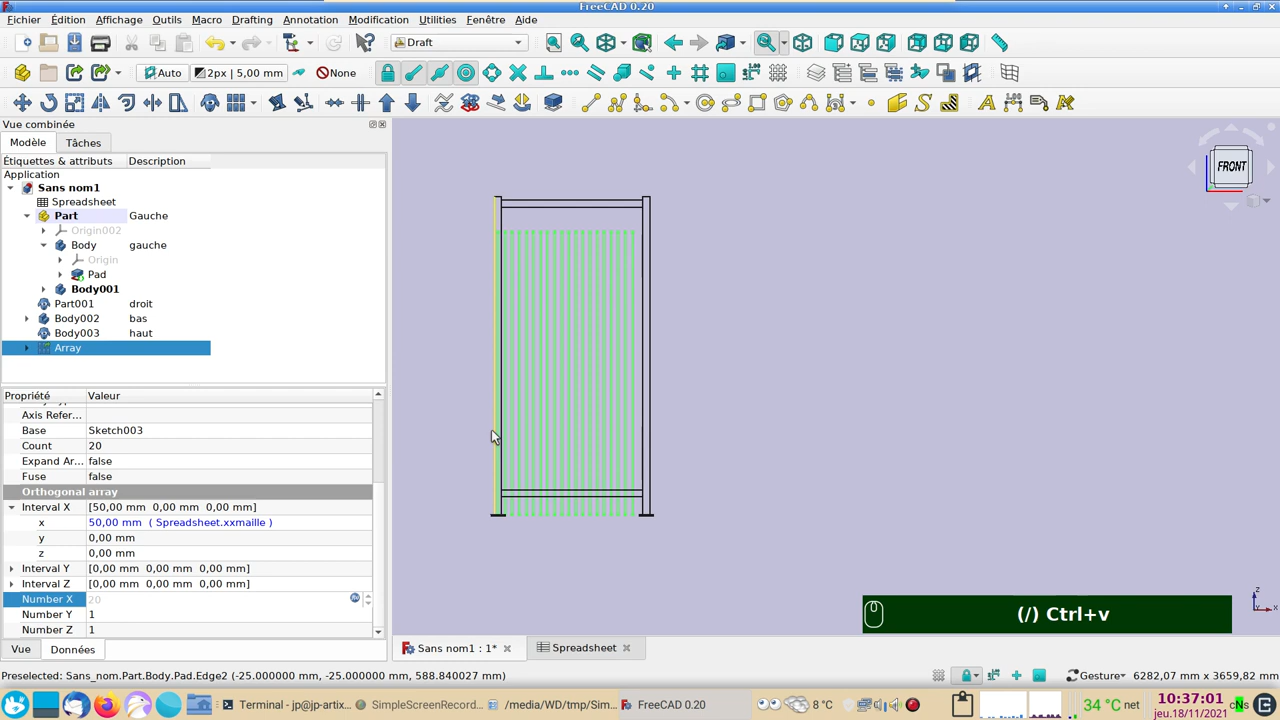 FreeCAD 0.20
Fichier Édition Affichage Outils Macro Drafting Annotation Modification Utilities Fenêtre Aide
Draft
Auto 2px | 5,00 mm None
Vue combinée
Modèle Tâches
Étiquettes & attributs Description
Application
Sans nom1
Spreadsheet
Part Gauche
Origin002
Body gauche
Origin
Pad
Body001
Part001 droit
Body002 bas
Body003 haut
Array
Propriété Valeur
Axis Refer...
Base Sketch003
Count 20
Expand Ar... false
Fuse false
Orthogonal array
Interval X [50,00 mm 0,00 mm 0,00 mm]
x 50,00 mm ( Spreadsheet.xxmaille )
y 0,00 mm
z 0,00 mm
Interval Y [0,00 mm 0,00 mm 0,00 mm]
Interval Z [0,00 mm 0,00 mm 0,00 mm]
Number X 20
Number Y 1
Number Z 1
Vue Données
FRONT
z
x
(/) Ctrl+v
Sans nom1 : 1* Spreadsheet
Preselected: Sans_nom.Part.Body.Pad.Edge2 (-25.000000 mm, -25.000000 mm, 588.840027 mm)
Gesture 6282,07 mm x 3659,82 mm
Terminal - jp@jp-artix... SimpleScreenRecord... /media/WD/tmp/Sim... FreeCAD 0.20
8 °C
34 °C net
10:37:01
jeu.18/11/2021